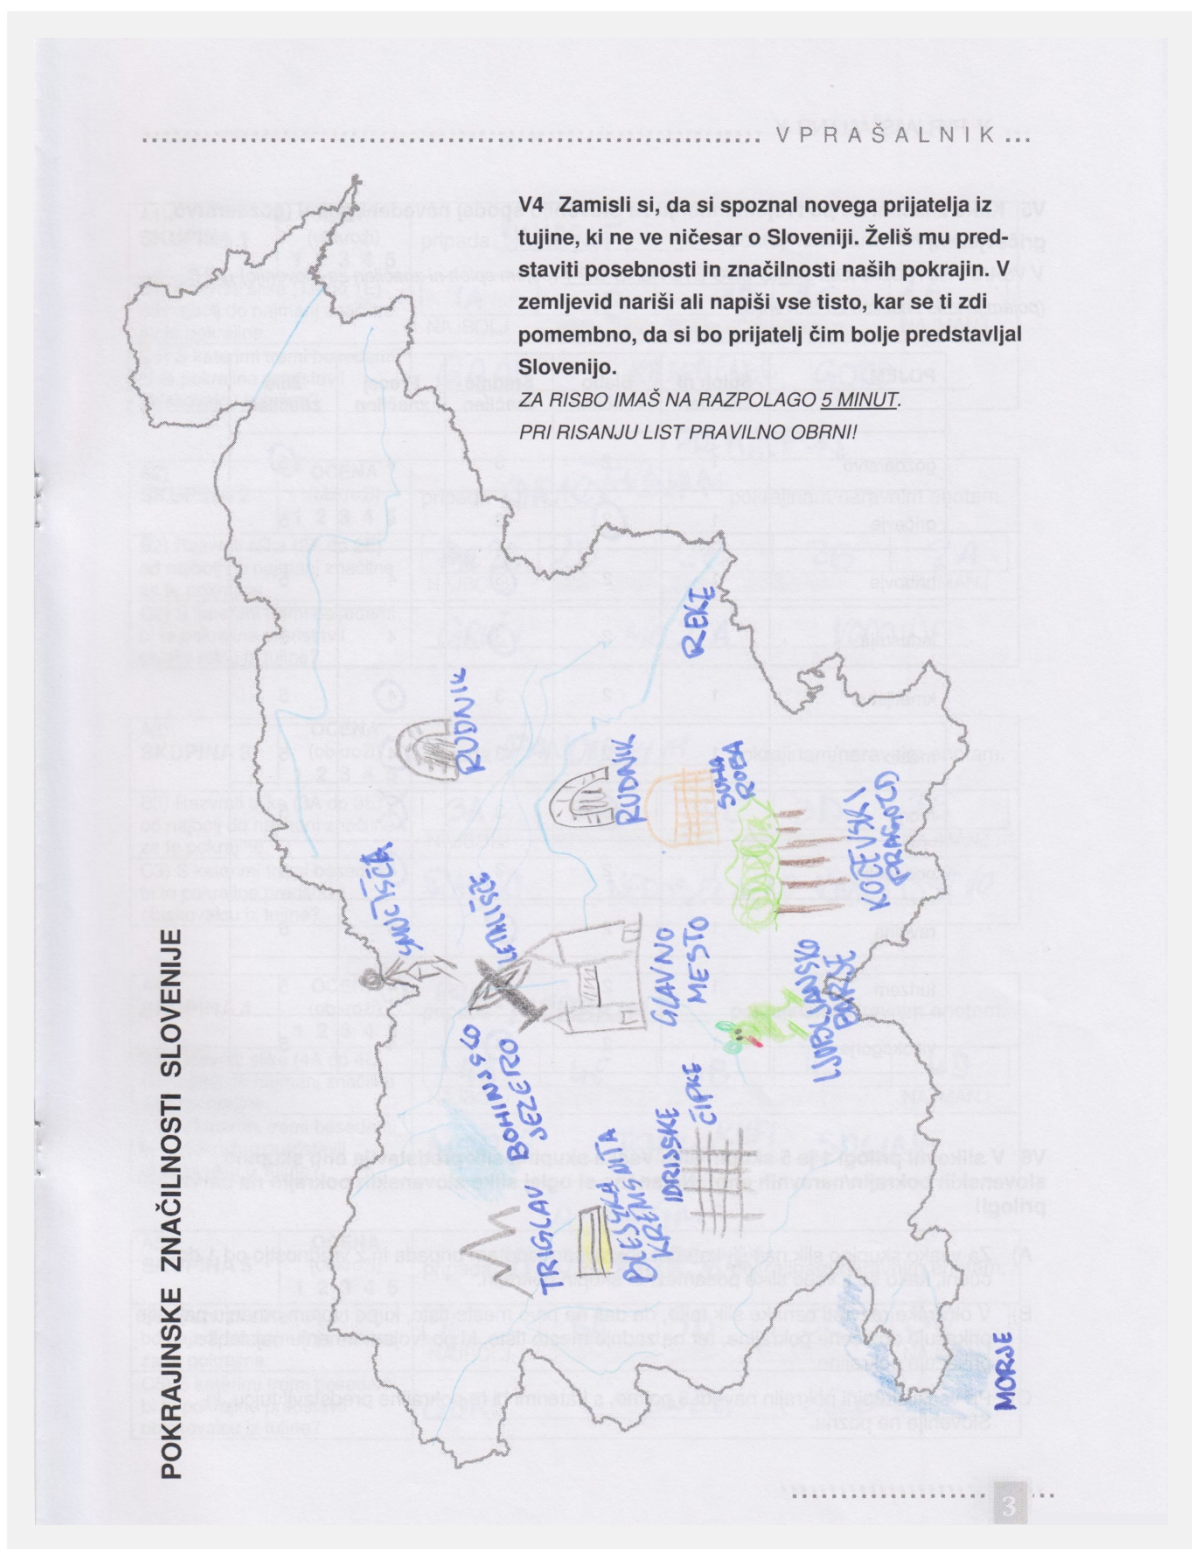 VPRAŠALNIK
V4 Zamisli si, da si spoznal novega prijatelja iz
tujine, ki ne ve ničesar o Sloveniji. Želiš mu pred-
staviti posebnosti in značilnosti naših pokrajin. V
zemljevid nariši ali napiši vse tisto, kar se ti zdi
pomembno, da si bo prijatelj čim bolje predstavljal
Slovenijo.
ZA RISBO IMAŠ NA RAZPOLAGO 5 MINUT.
PRI RISANJU LIST PRAVILNO OBRNI!
POKRAJINSKE ZNAČILNOSTI SLOVENIJE
REKE
RUDNIK
RUDNIK
SUHA
ROBA
KOČEVSKI
PRAGOZD
LETALIŠČE
GLAVNO
MESTO
LJUBLJANSKO
BARJE
BOHINJSKO
JEZERO
TRIGLAV
BLEJSKA
KREMŠNITA
IDRIJSKE
ČIPKE
MORJE
3